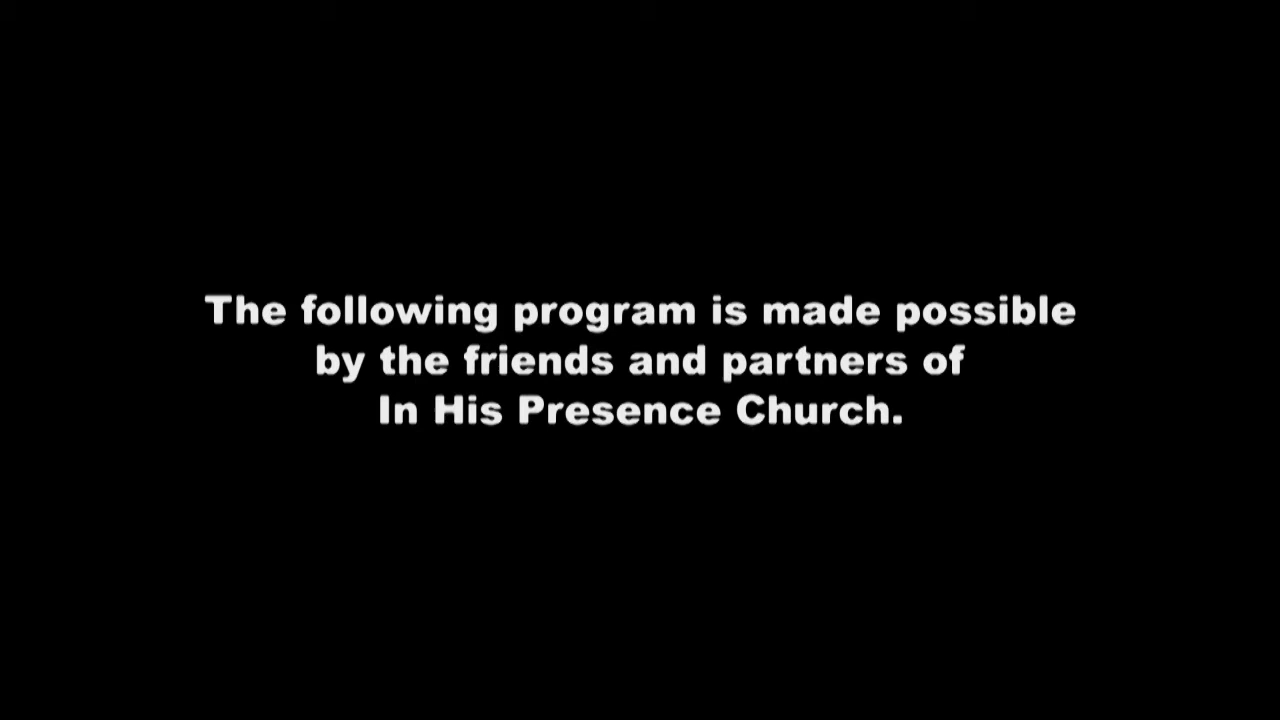 The following program is made possible
by the friends and partners of
In His Presence Church.